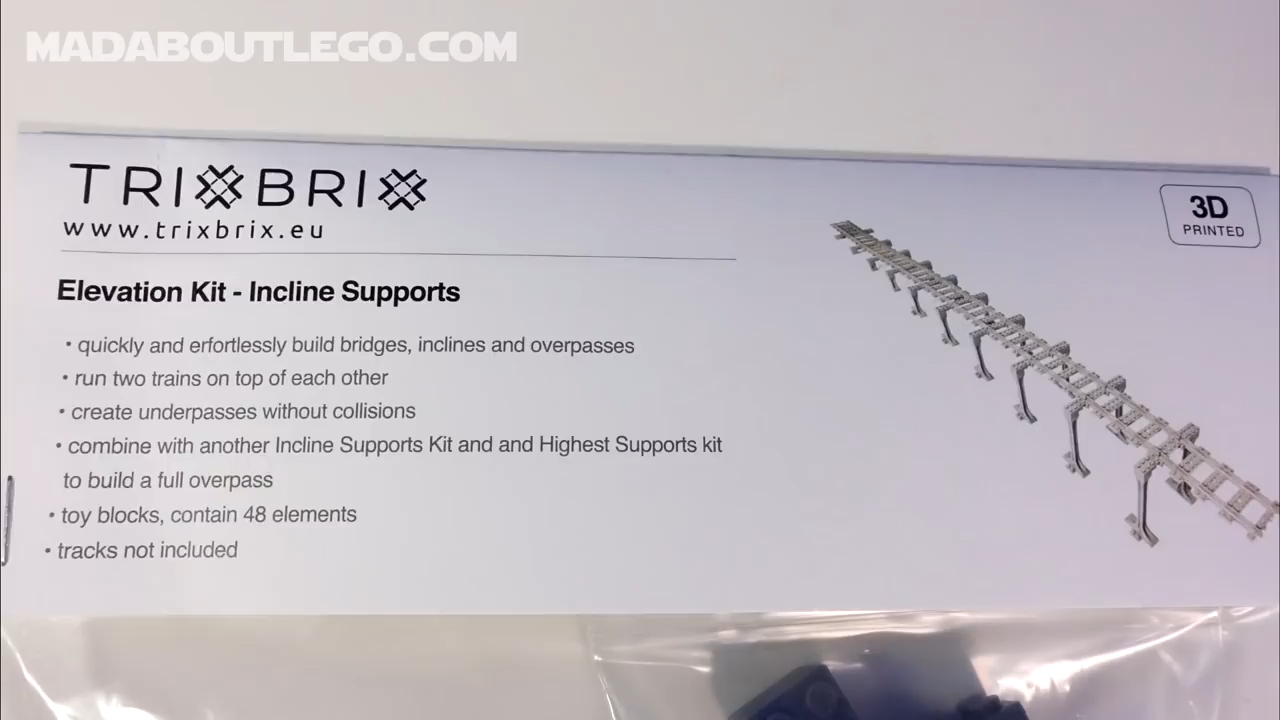 MADABOUTLEGO.COM
TRIXBRIX
www.trixbrix.eu
3D
PRINTED
Elevation Kit - Incline Supports
• quickly and erfortlessly build bridges, inclines and overpasses
• run two trains on top of each other
• create underpasses without collisions
• combine with another Incline Supports Kit and and Highest Supports kit
to build a full overpass
• toy blocks, contain 48 elements
• tracks not included